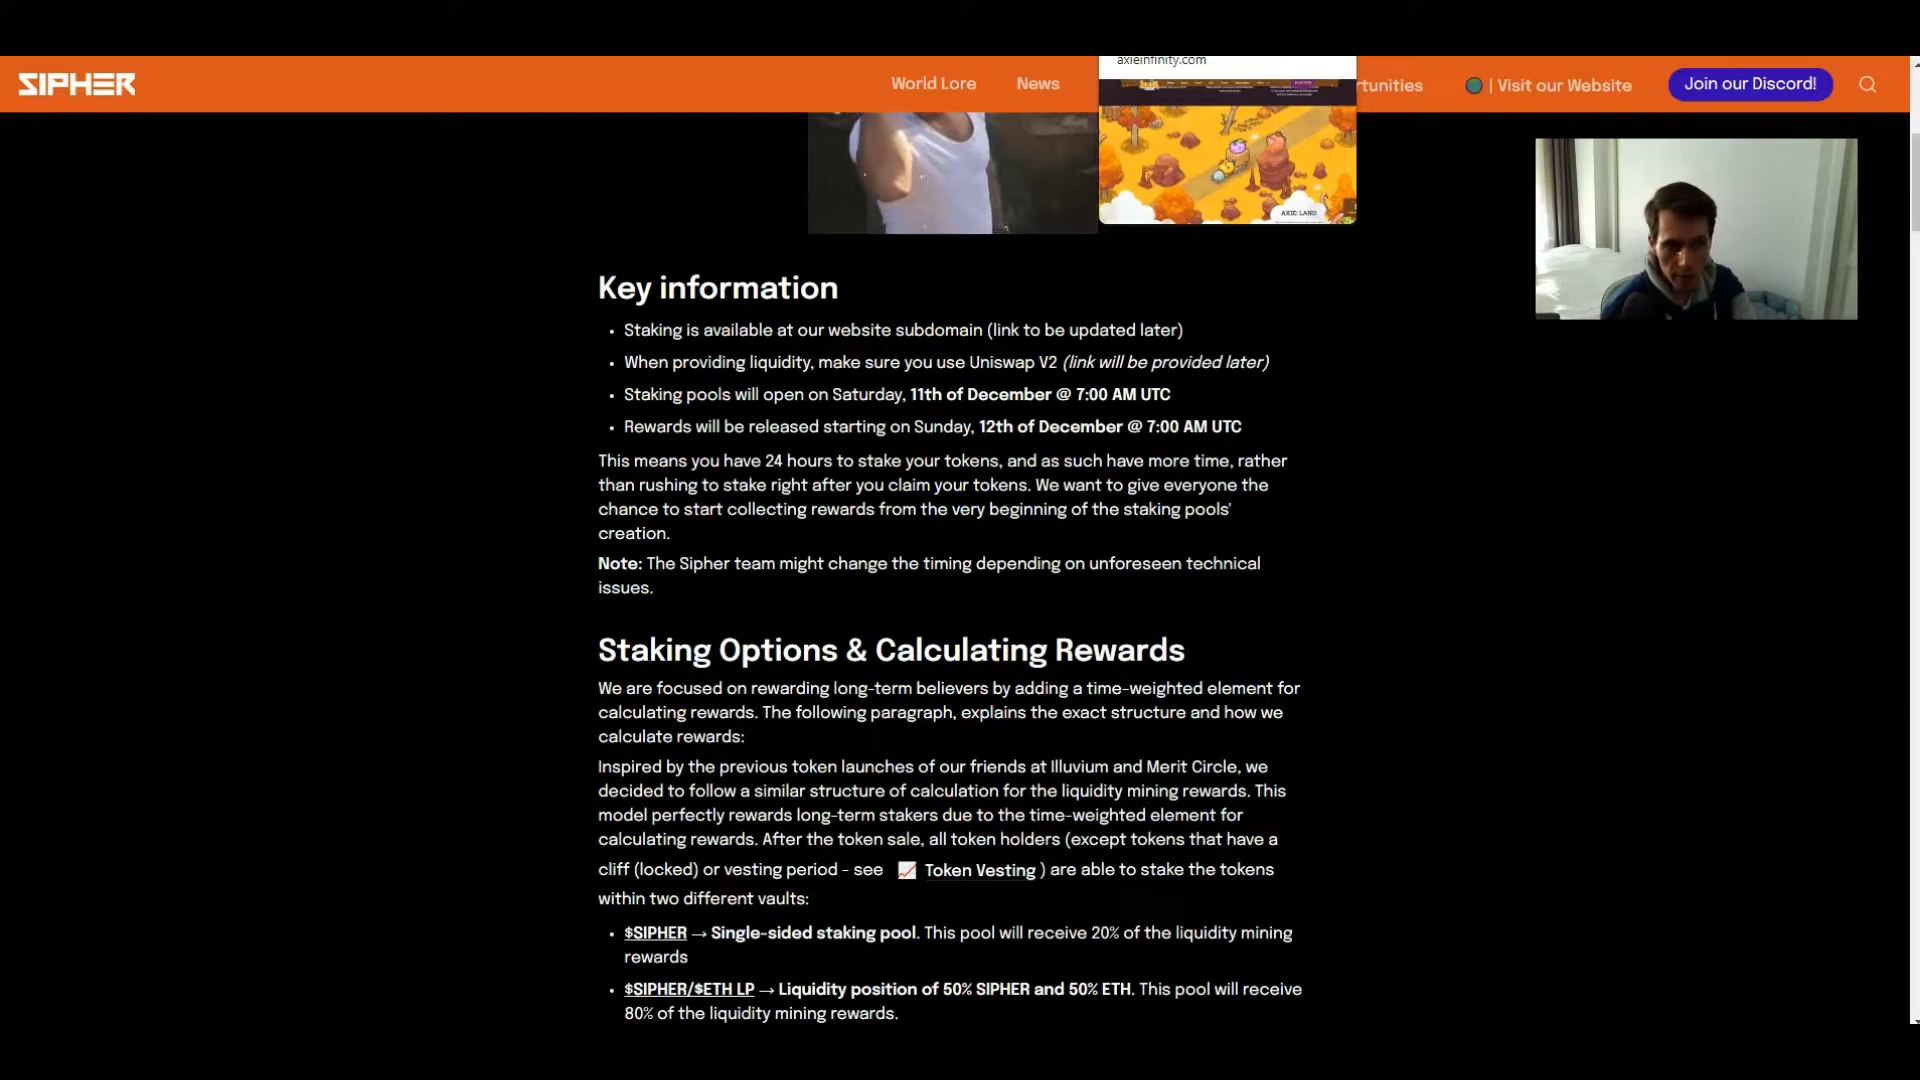 axieinfinity.com
SIPHER
World Lore
News
rtunities
| Visit our Website
Join our Discord!
AXIE: LAND
Key information
• Staking is available at our website subdomain (link to be updated later)
• When providing liquidity, make sure you use Uniswap V2 (link will be provided later)
• Staking pools will open on Saturday, 11th of December @ 7:00 AM UTC
• Rewards will be released starting on Sunday, 12th of December @ 7:00 AM UTC
This means you have 24 hours to stake your tokens, and as such have more time, rather
than rushing to stake right after you claim your tokens. We want to give everyone the
chance to start collecting rewards from the very beginning of the staking pools'
creation.
Note: The Sipher team might change the timing depending on unforeseen technical
issues.
Staking Options & Calculating Rewards
We are focused on rewarding long-term believers by adding a time-weighted element for
calculating rewards. The following paragraph, explains the exact structure and how we
calculate rewards:
Inspired by the previous token launches of our friends at Illuvium and Merit Circle, we
decided to follow a similar structure of calculation for the liquidity mining rewards. This
model perfectly rewards long-term stakers due to the time-weighted element for
calculating rewards. After the token sale, all token holders (except tokens that have a
cliff (locked) or vesting period - see Token Vesting ) are able to stake the tokens
within two different vaults:
• $SIPHER → Single-sided staking pool. This pool will receive 20% of the liquidity mining
rewards
• $SIPHER/$ETH LP → Liquidity position of 50% SIPHER and 50% ETH. This pool will receive
80% of the liquidity mining rewards.